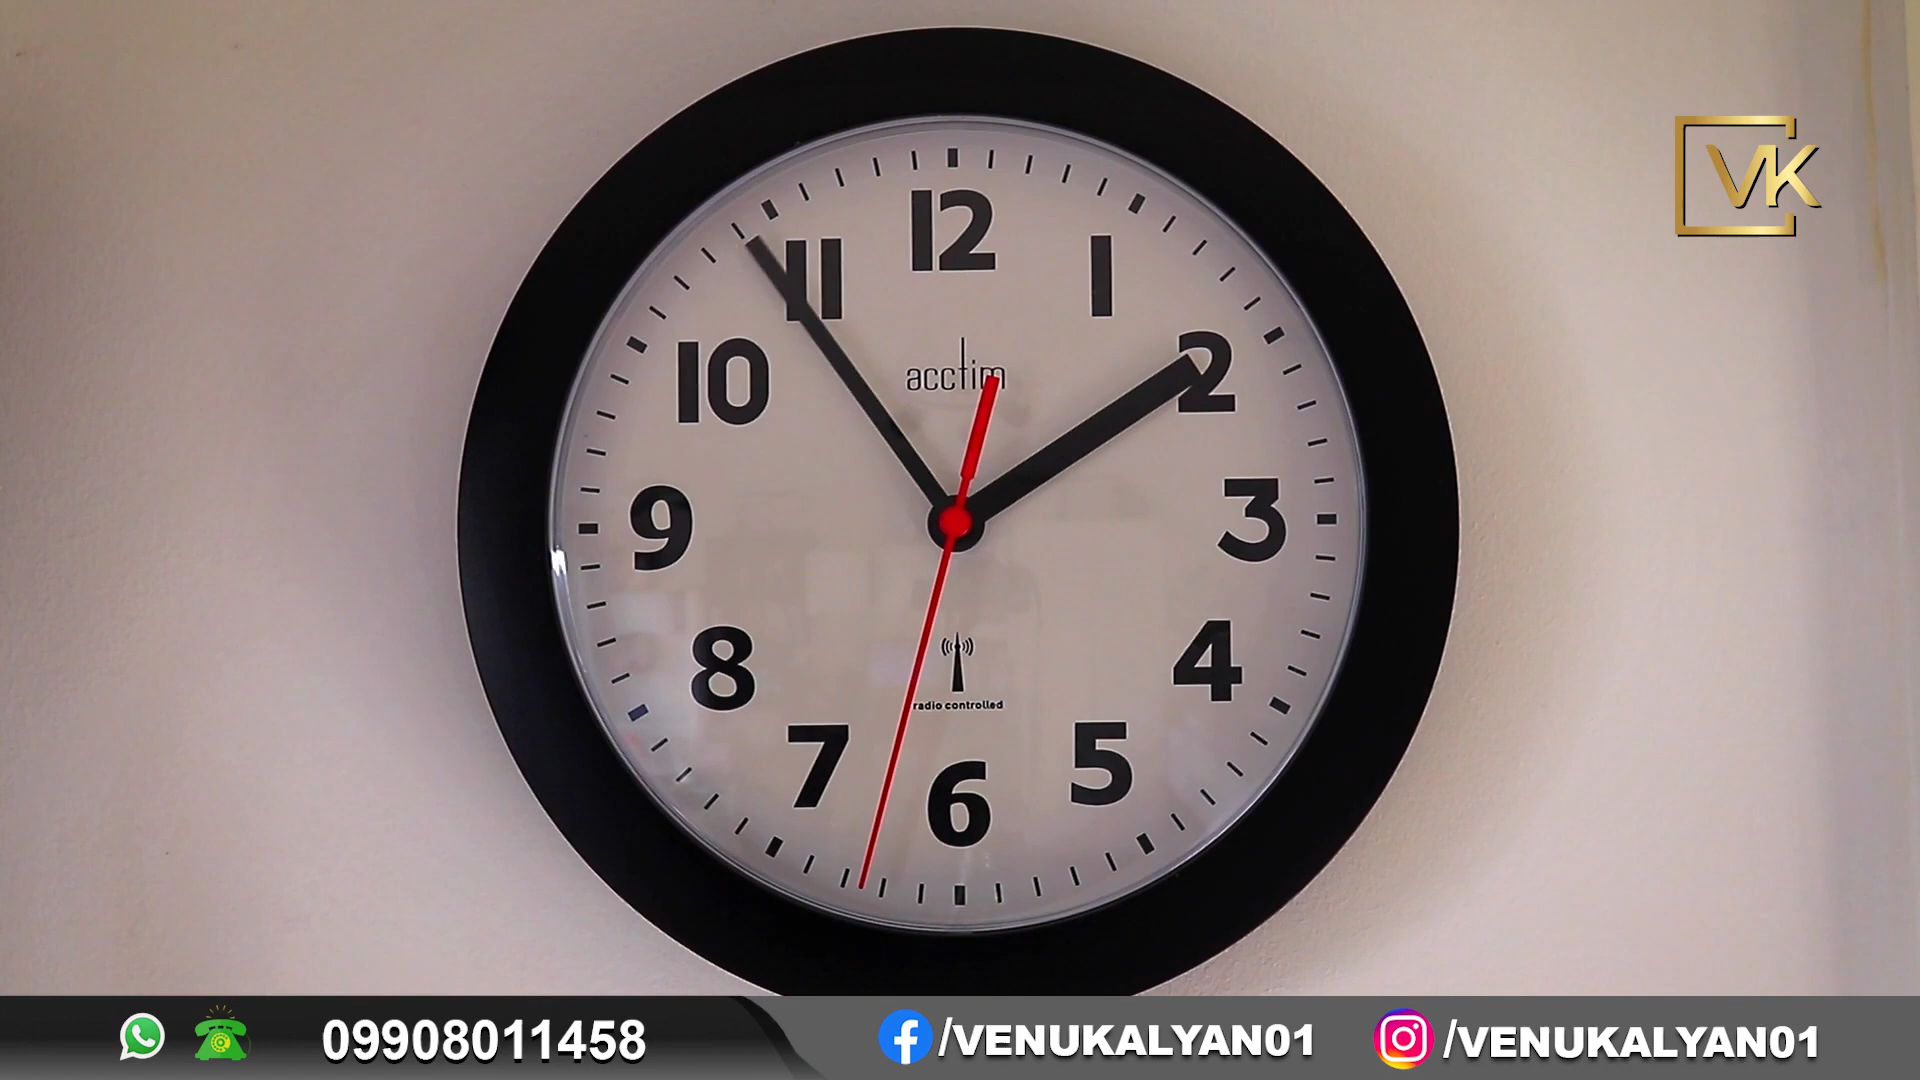 VK
12
11
1
10
2
acctim
9
3
8
4
radio controlled
7
5
6
09908011458
/VENUKALYAN01
/VENUKALYAN01